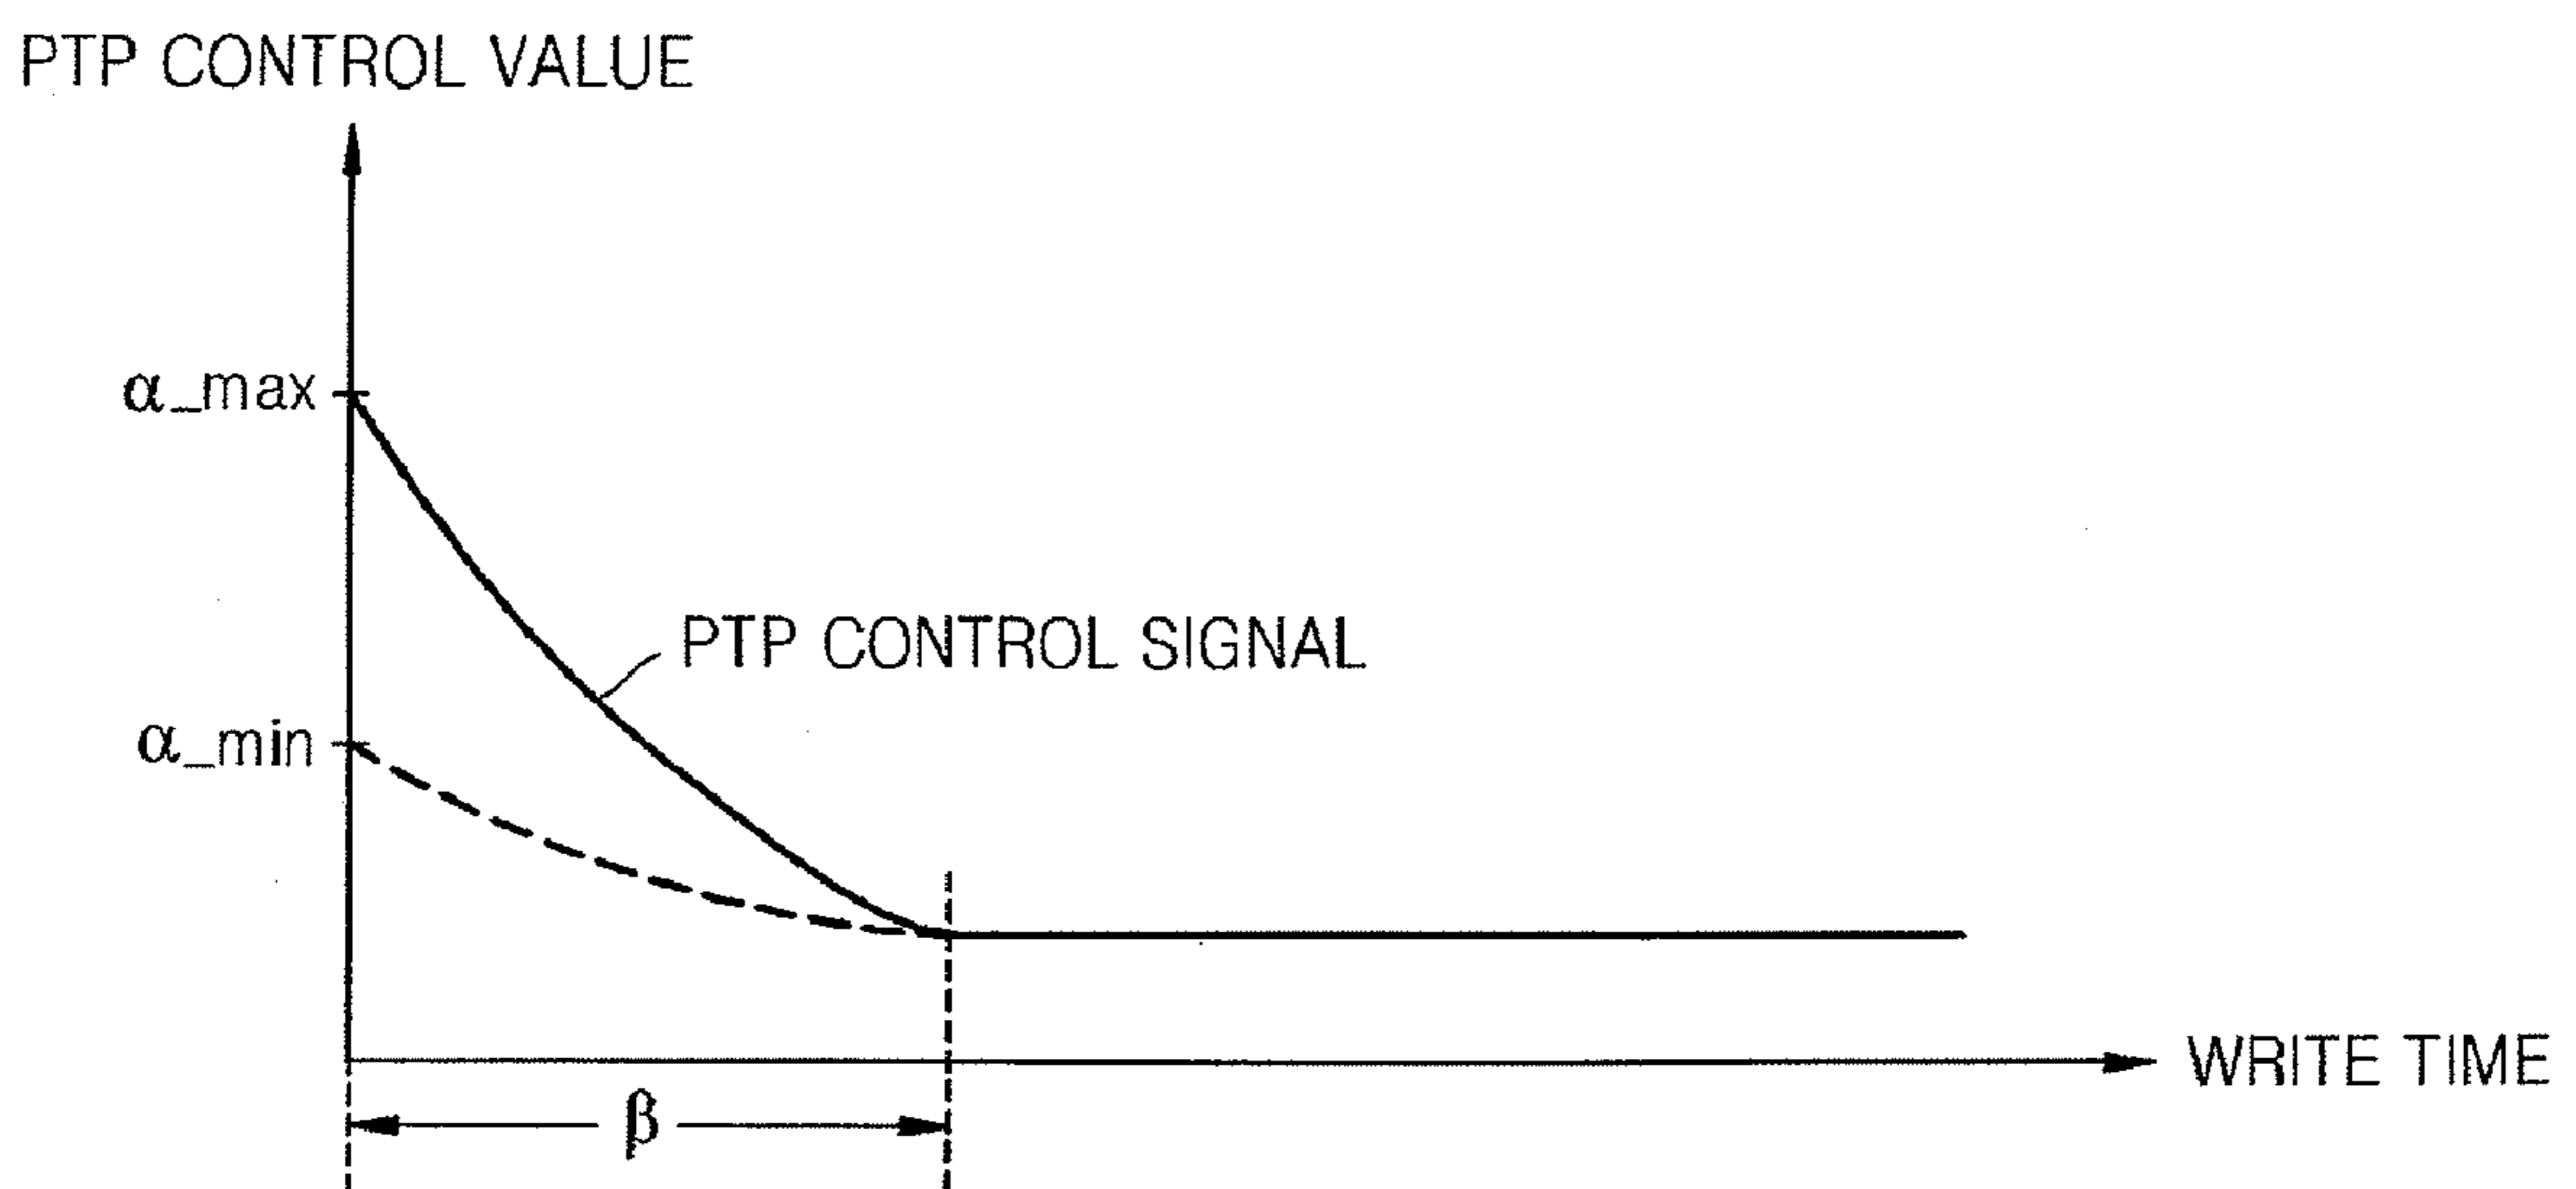 PTP CONTROL VALUE
α_max
PTP CONTROL SIGNAL
α_min
WRITE TIME
β